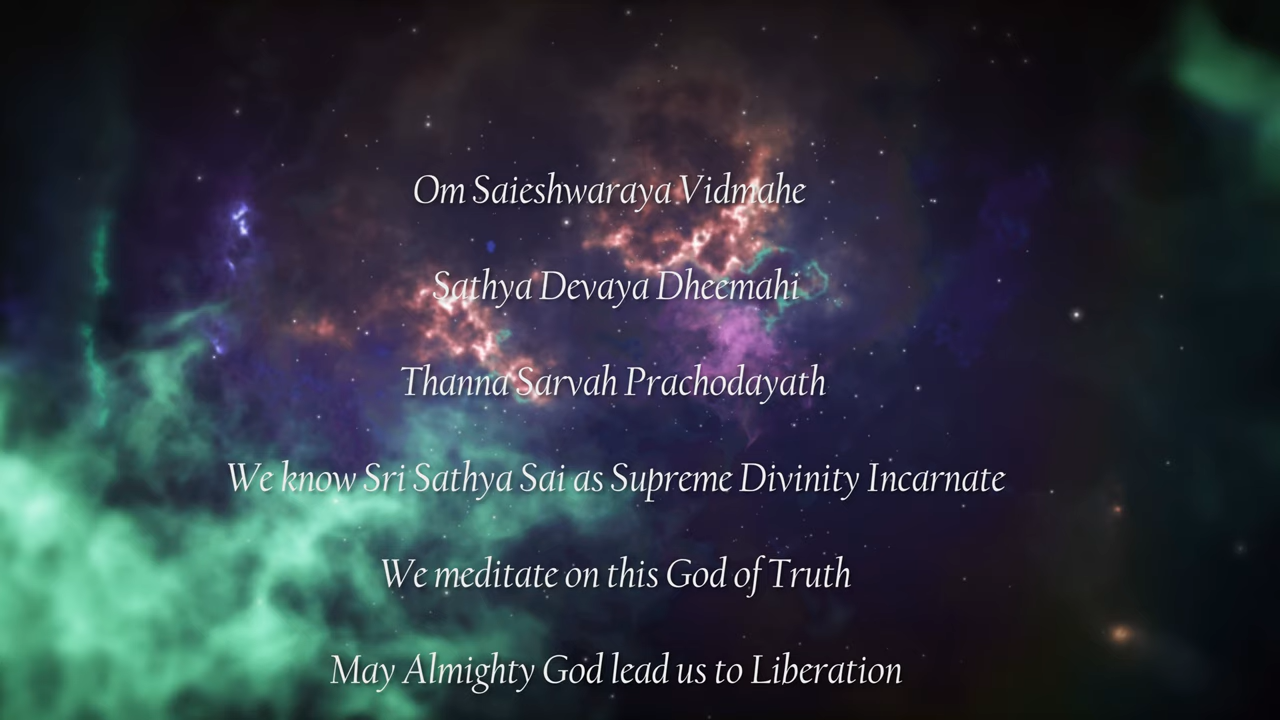 Om Saieshwaraya Vidmahe
Sathya Devaya Dheemahi
Thanna Sarvah Prachodayath
We know Sri Sathya Sai as Supreme Divinity Incarnate
We meditate on this God of Truth
May Almighty God lead us to Liberation